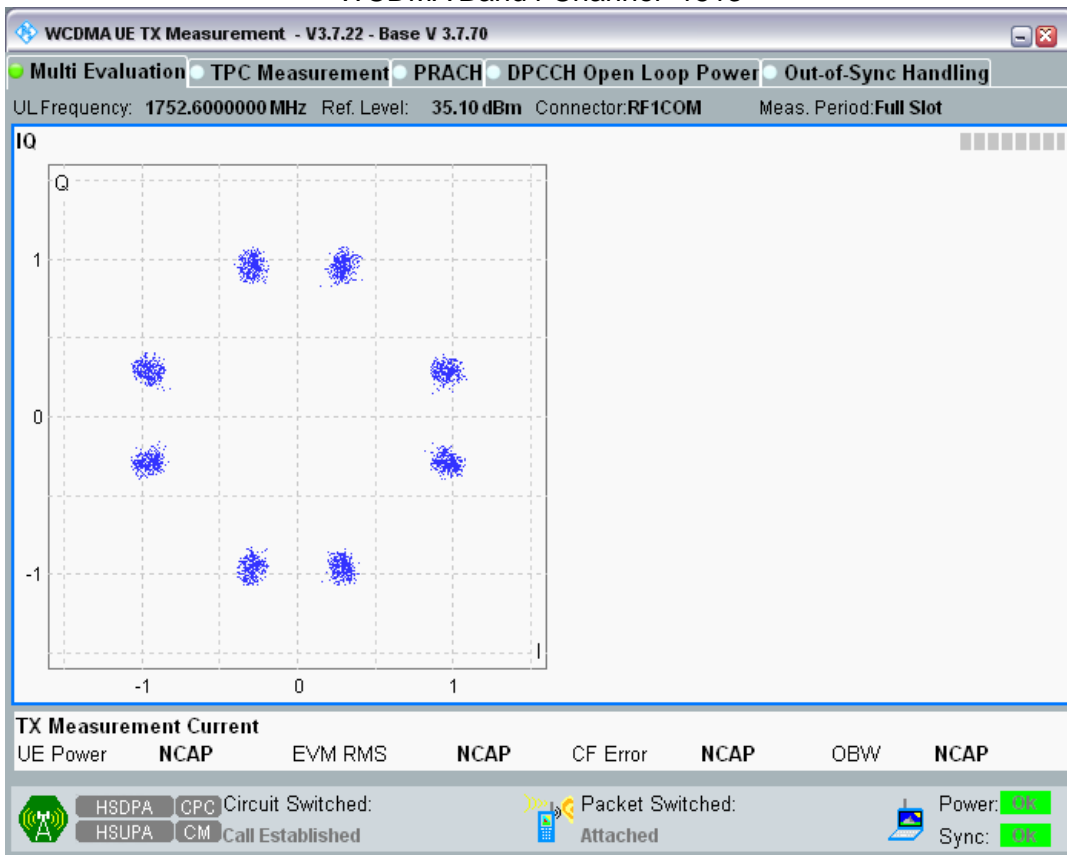 WCDMA UE TX Measurement - V3.7.22 - Base V 3.7.70
Multi Evaluation TPC Measurement PRACH DPCCH Open Loop Power Out-of-Sync Handling
UL Frequency: 1752.6000000 MHz Ref. Level: 35.10 dBm Connector:RF1COM Meas. Period:Full Slot
IQ
Q
1
0
-1
I
-1 0 1
TX Measurement Current
UE Power NCAP EVM RMS NCAP CF Error NCAP OBW NCAP
HSDPA CPC Circuit Switched: Packet Switched: Power: Ok
HSUPA CM Call Established Attached Sync: Ok